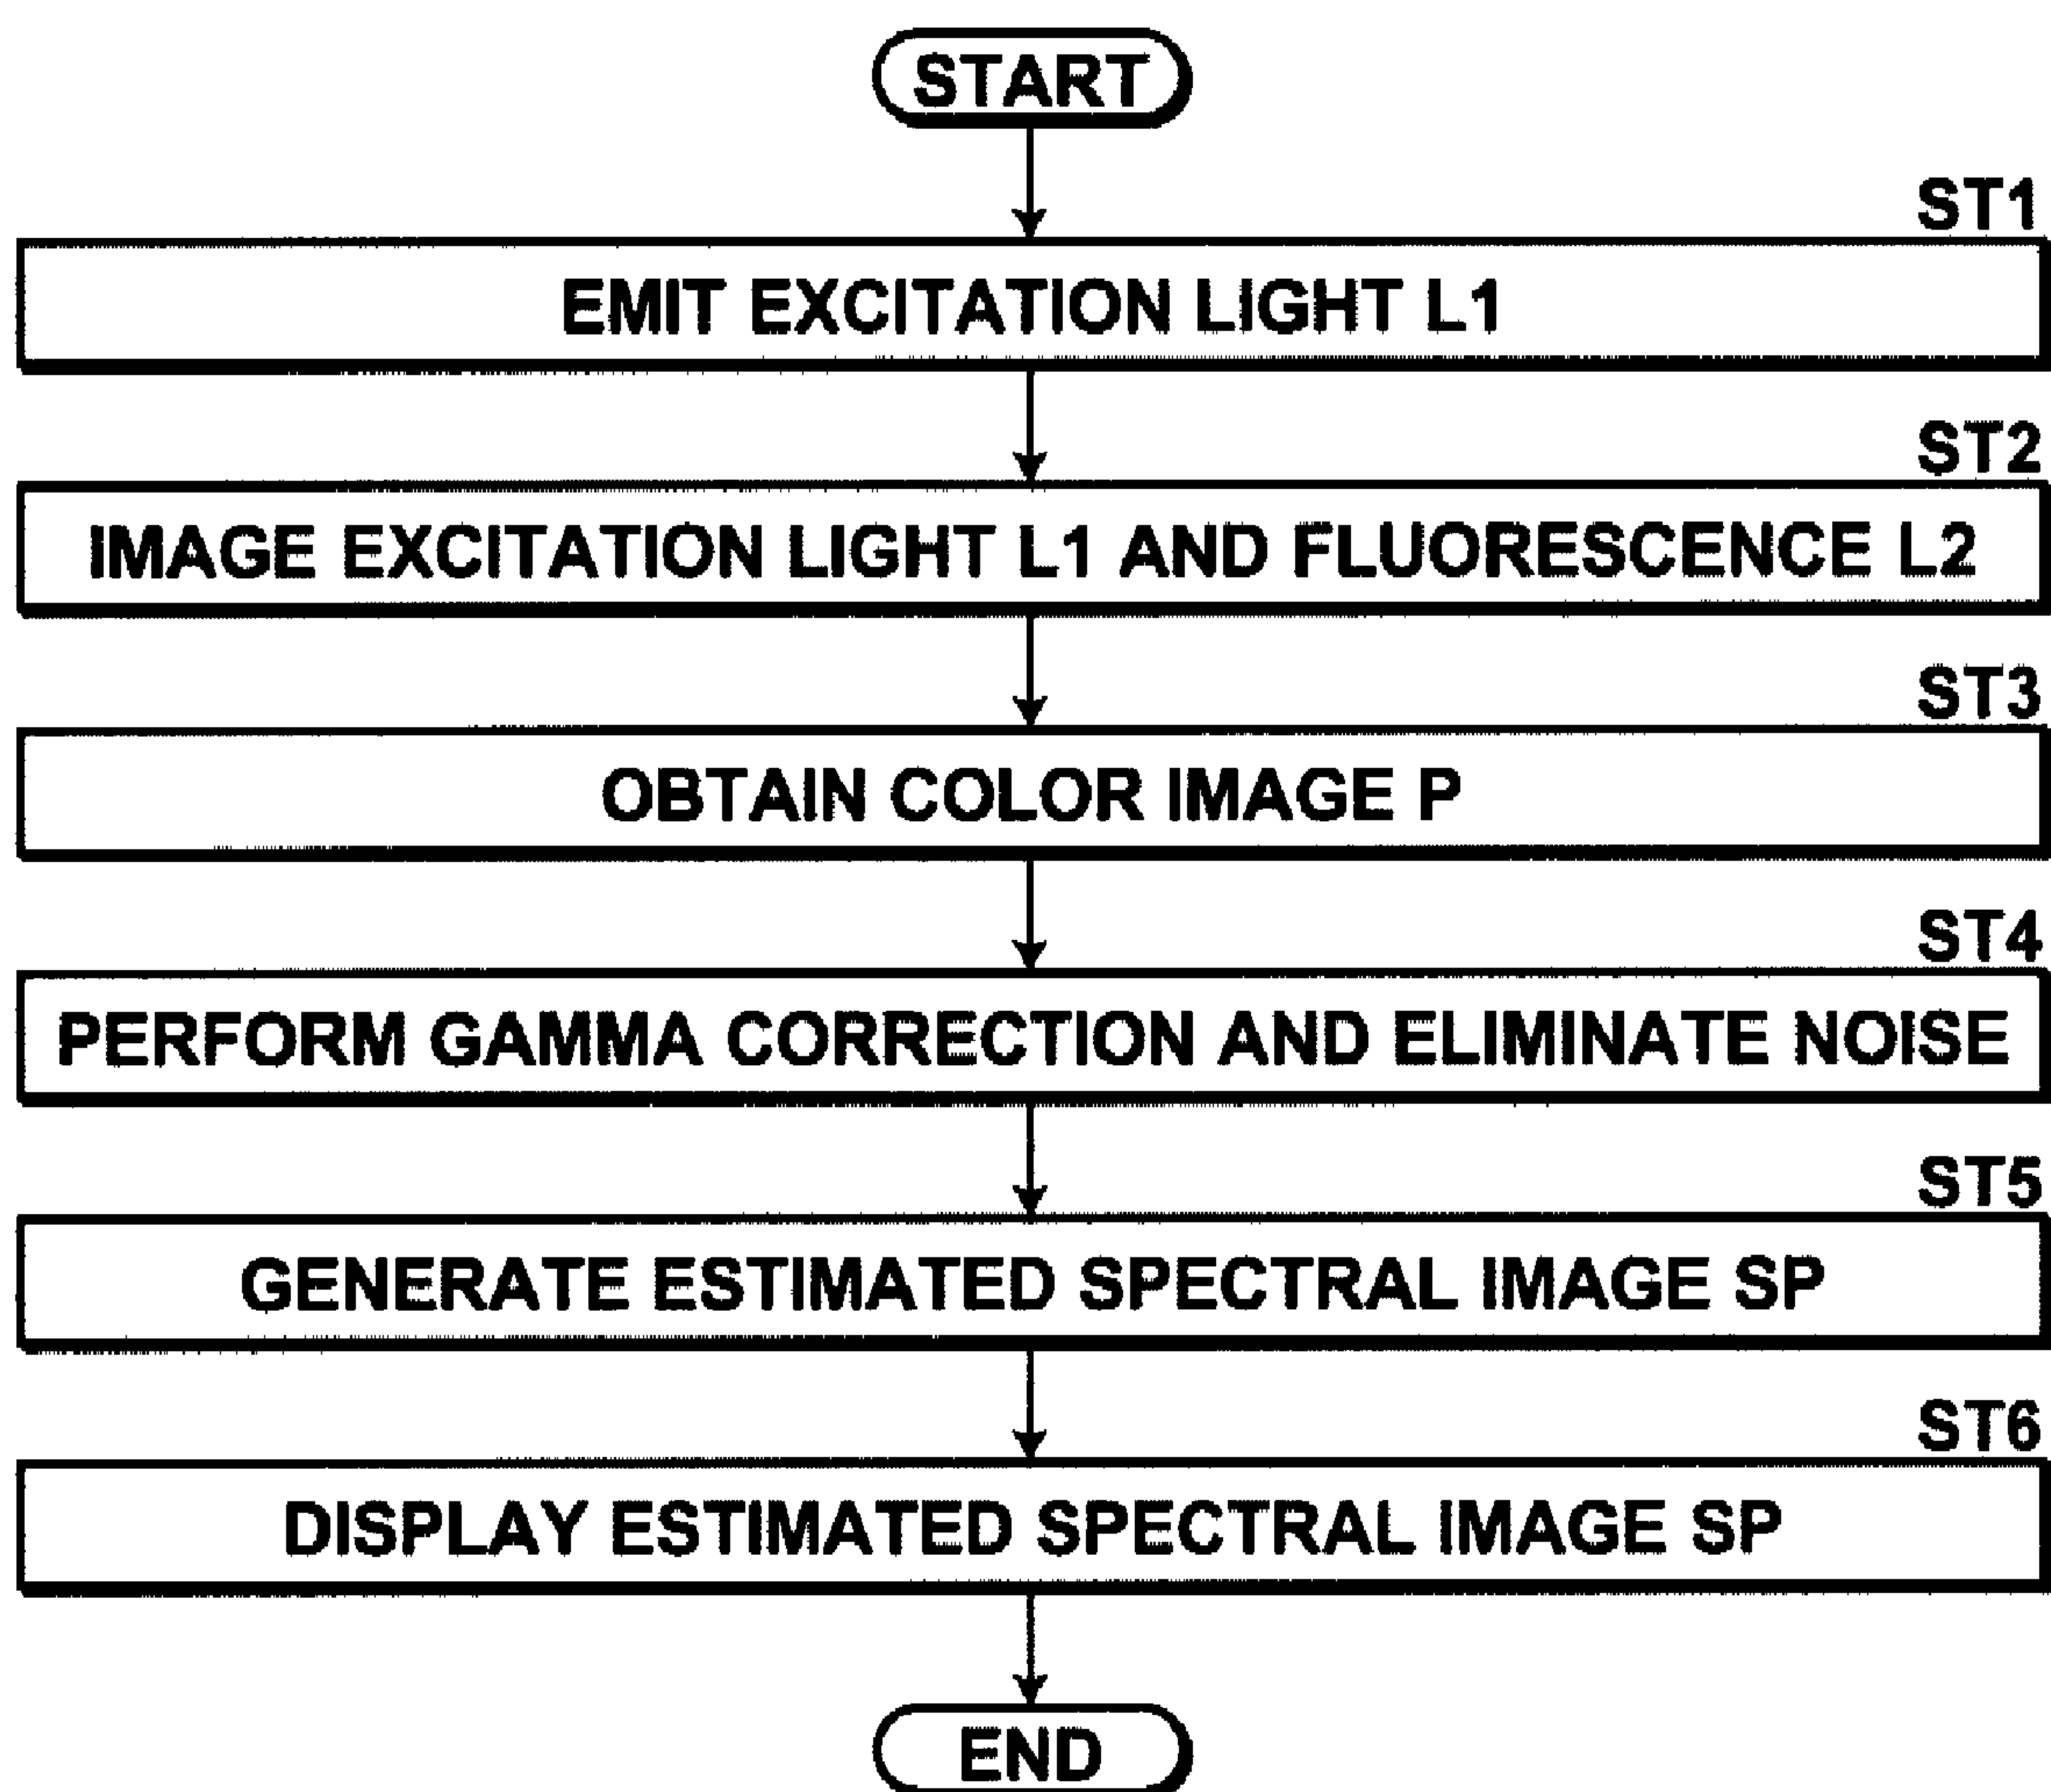 START
ST1
EMIT EXCITATION LIGHT L1
ST2
IMAGE EXCITATION LIGHT L1 AND FLUORESCENCE L2
ST3
OBTAIN COLOR IMAGE P
ST4
PERFORM GAMMA CORRECTION AND ELIMINATE NOISE
ST5
GENERATE ESTIMATED SPECTRAL IMAGE SP
ST6
DISPLAY ESTIMATED SPECTRAL IMAGE SP
END